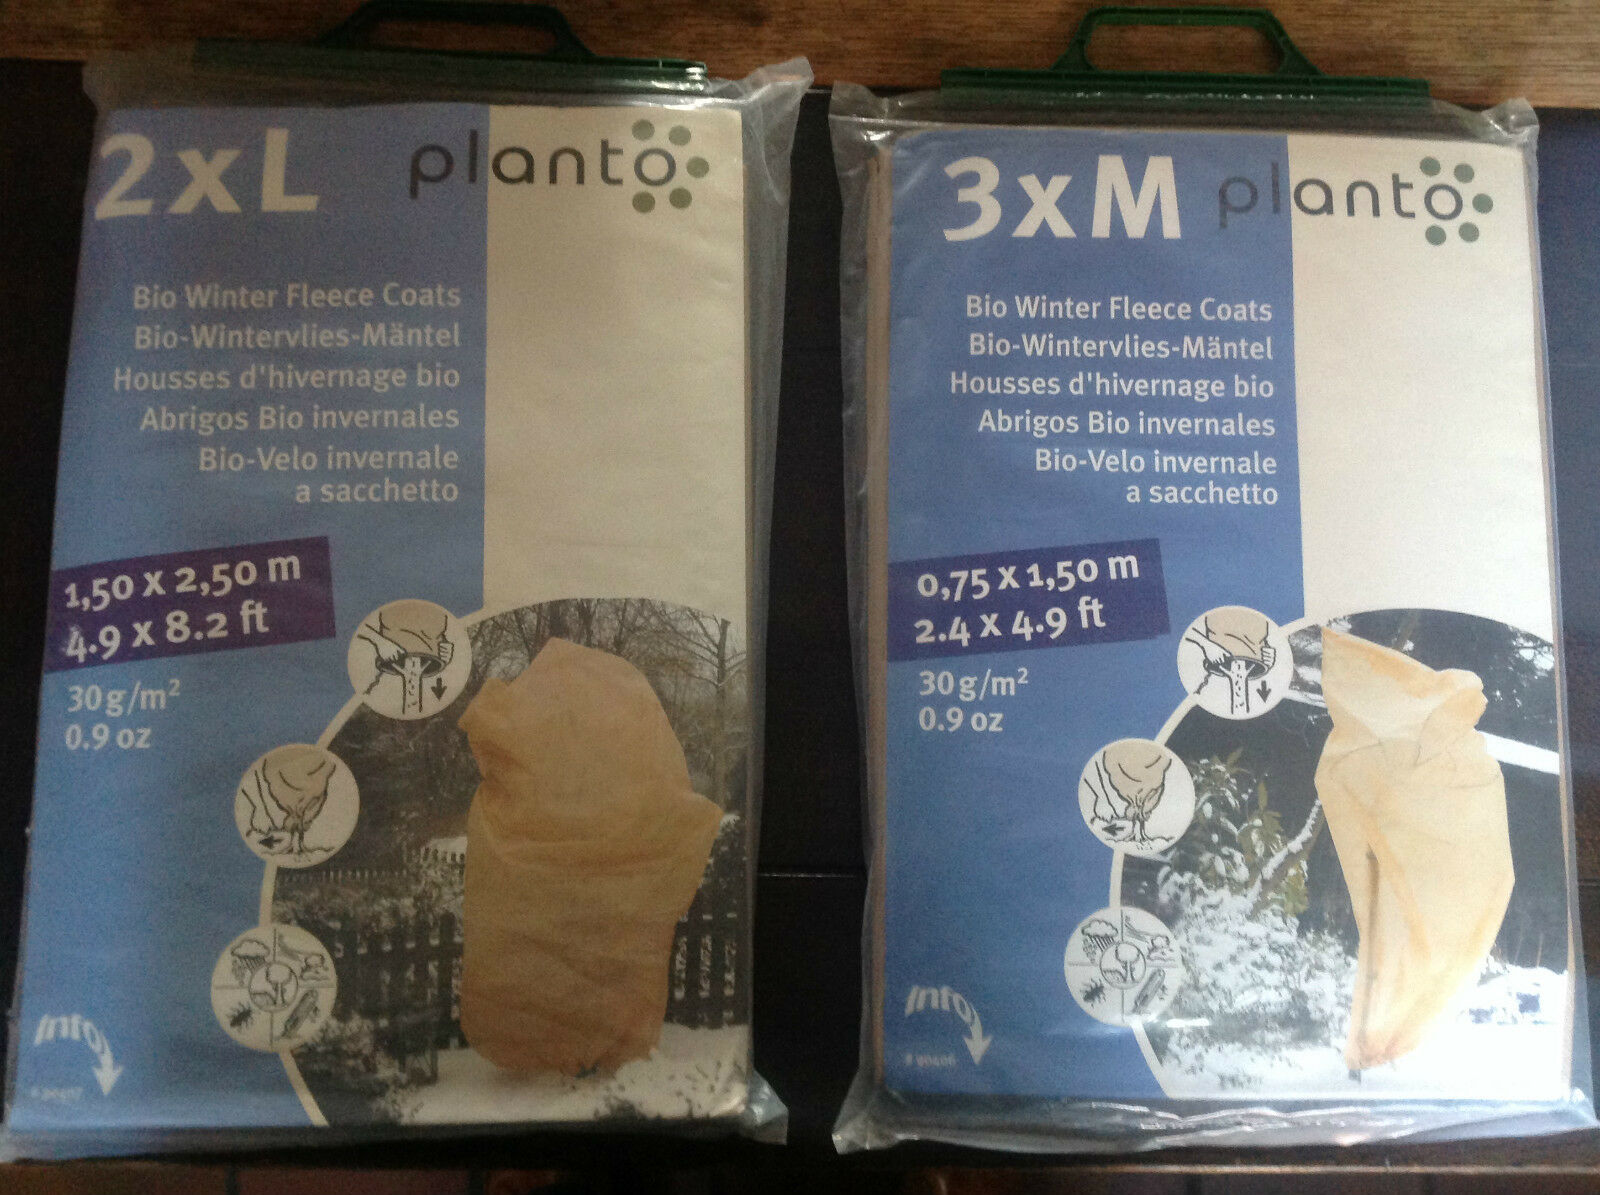 2xL
planto
Bio Winter Fleece Coats
Bio-Wintervlies-Mäntel
Housses d'hivernage bio
Abrigos Bio invernales
Bio-Velo invernale
a sacchetto
1,50 x 2,50 m
4.9 x 8.2 ft
30 g/m²
0.9 oz
Info
3xM
planto
Bio Winter Fleece Coats
Bio-Wintervlies-Mäntel
Housses d'hivernage bio
Abrigos Bio invernales
Bio-Velo invernale
a sacchetto
0,75 x 1,50 m
2.4 x 4.9 ft
30 g/m²
0.9 oz
Info